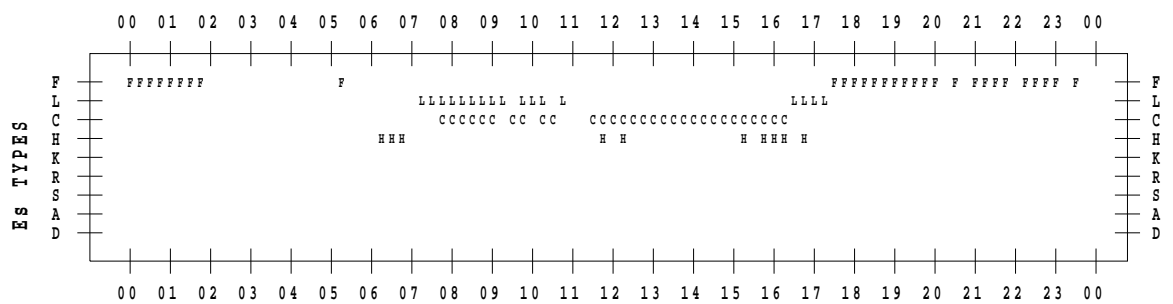 00 01 02 03 04 05 06 07 08 09 10 11 12 13 14 15 16 17 18 19 20 21 22 23 00
F FFFFFFFF F FFFFFFFFFFF F FFFF FFFF F F
L LLLLLLLLL LLL L LLLL L
C CCCCCC CC CC CCCCCCCCCCCCCCCCCCCC C
H HHH H H H HHH H H
K K
R R
S S
A A
D D
Es TYPES
00 01 02 03 04 05 06 07 08 09 10 11 12 13 14 15 16 17 18 19 20 21 22 23 00